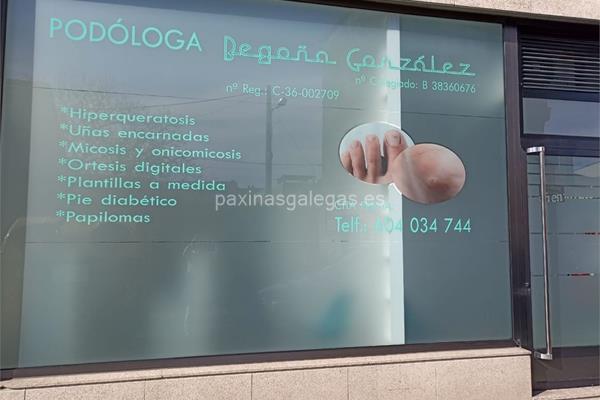 PODÓLOGA Begoña González
nº Reg.: C-36-002709 nº Colegiado: B 38360676
*Hiperqueratosis
*Uñas encarnadas
*Micosis y onicomicosis
*Ortesis digitales
*Plantillas a medida
*Pie diabético
*Papilomas
Telf.: 604 034 744
paxinasgalegas.es